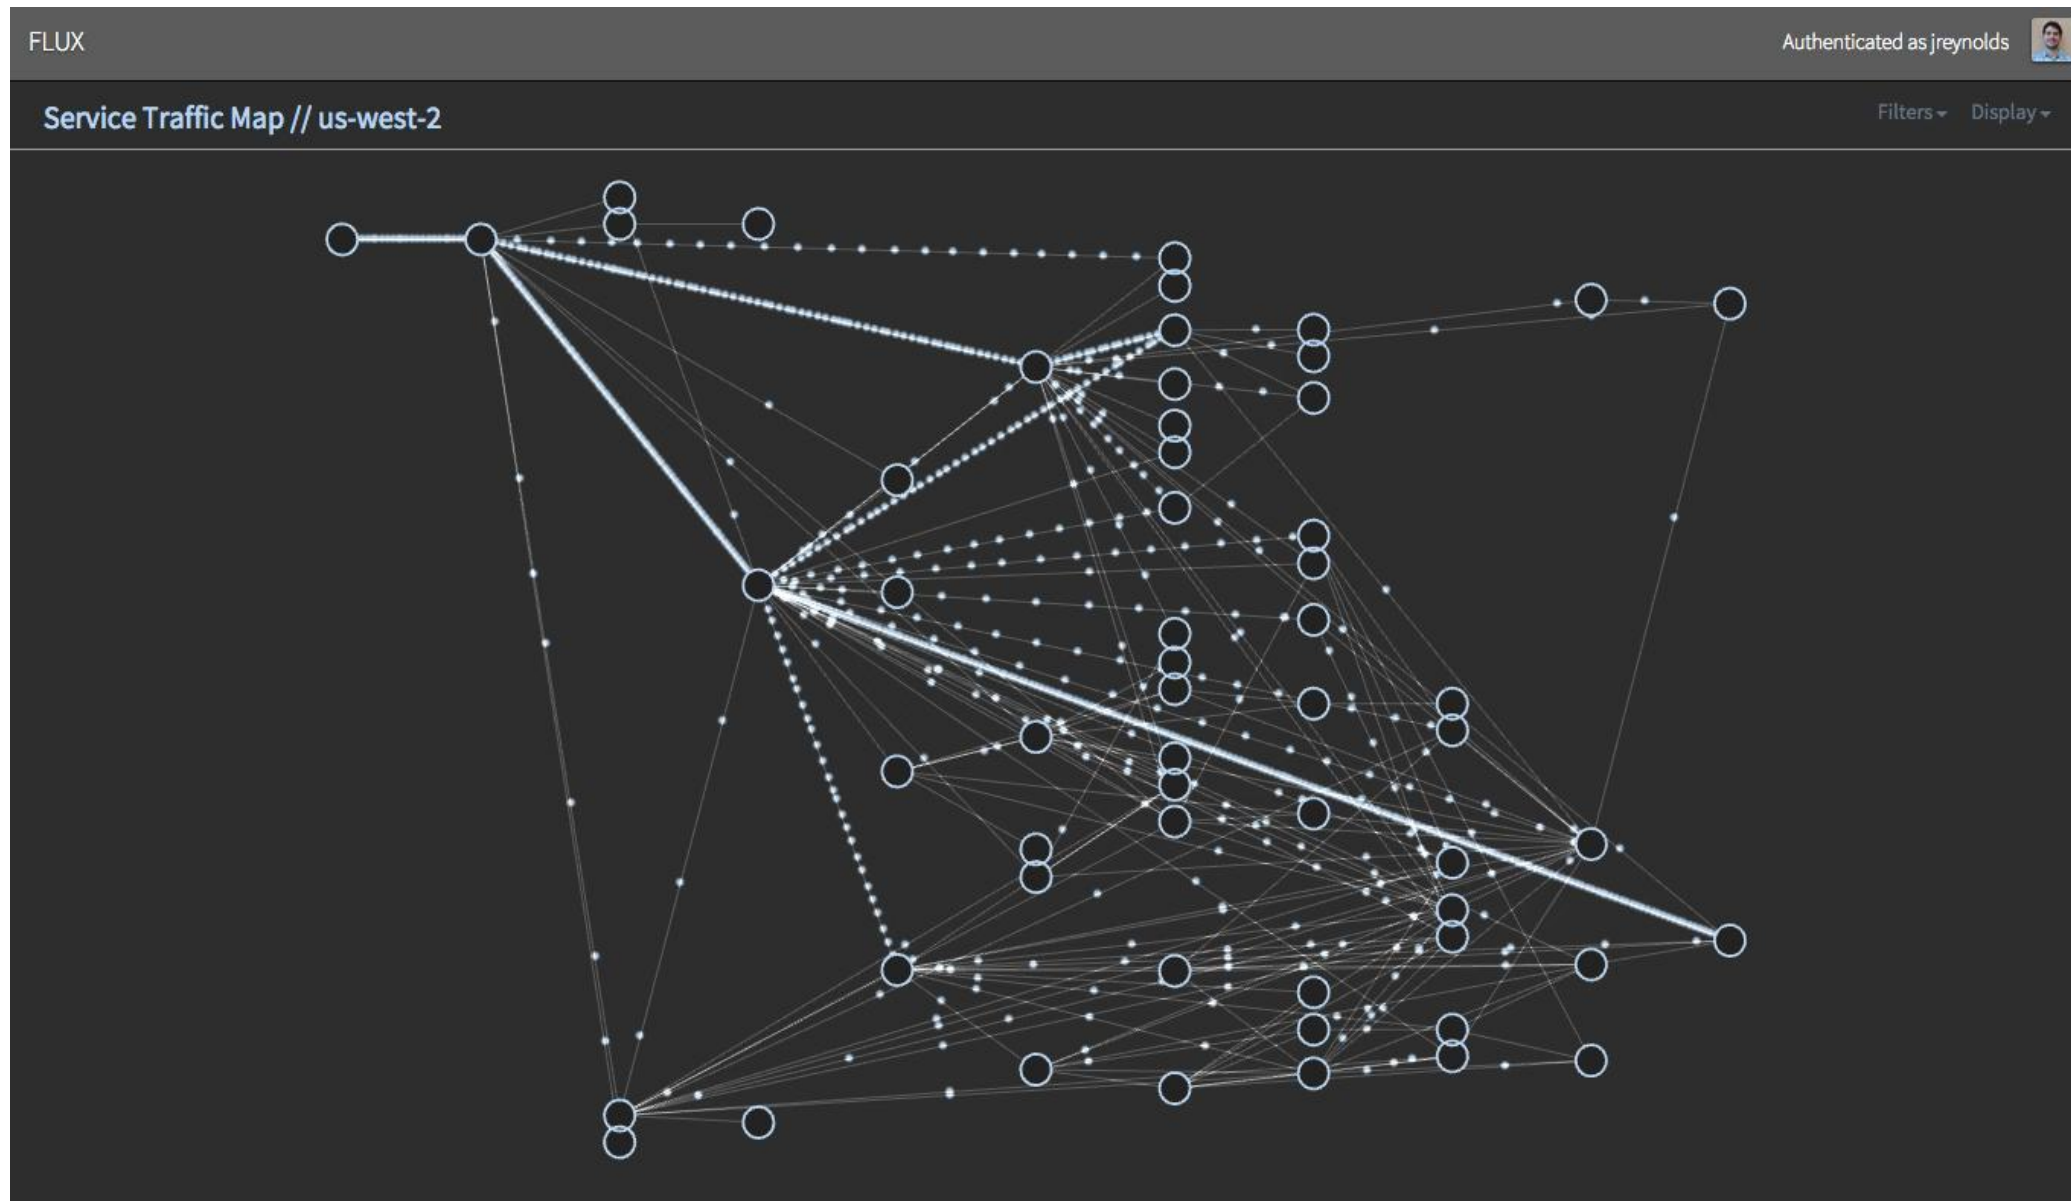 FLUX
Authenticated as jreynolds
Service Traffic Map // us-west-2
Filters
Display